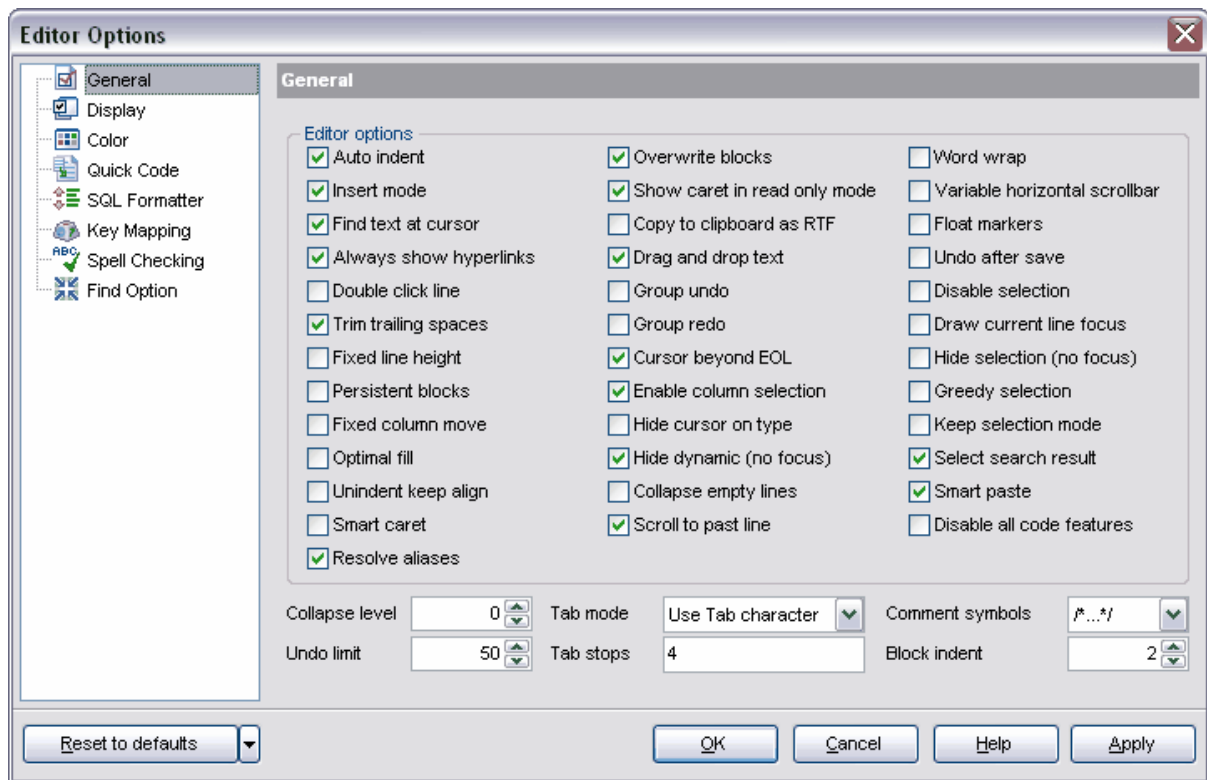 Editor Options
General
Display
Color
Quick Code
SQL Formatter
Key Mapping
ABC
Spell Checking
Find Option
General
Editor options
Auto indent Overwrite blocks Word wrap
Insert mode Show caret in read only mode Variable horizontal scrollbar
Find text at cursor Copy to clipboard as RTF Float markers
Always show hyperlinks Drag and drop text Undo after save
Double click line Group undo Disable selection
Trim trailing spaces Group redo Draw current line focus
Fixed line height Cursor beyond EOL Hide selection (no focus)
Persistent blocks Enable column selection Greedy selection
Fixed column move Hide cursor on type Keep selection mode
Optimal fill Hide dynamic (no focus) Select search result
Unindent keep align Collapse empty lines Smart paste
Smart caret Scroll to past line Disable all code features
Resolve aliases
Collapse level 0 Tab mode Use Tab character Comment symbols /*...*/
Undo limit 50 Tab stops 4 Block indent 2
Reset to defaults OK Cancel Help Apply